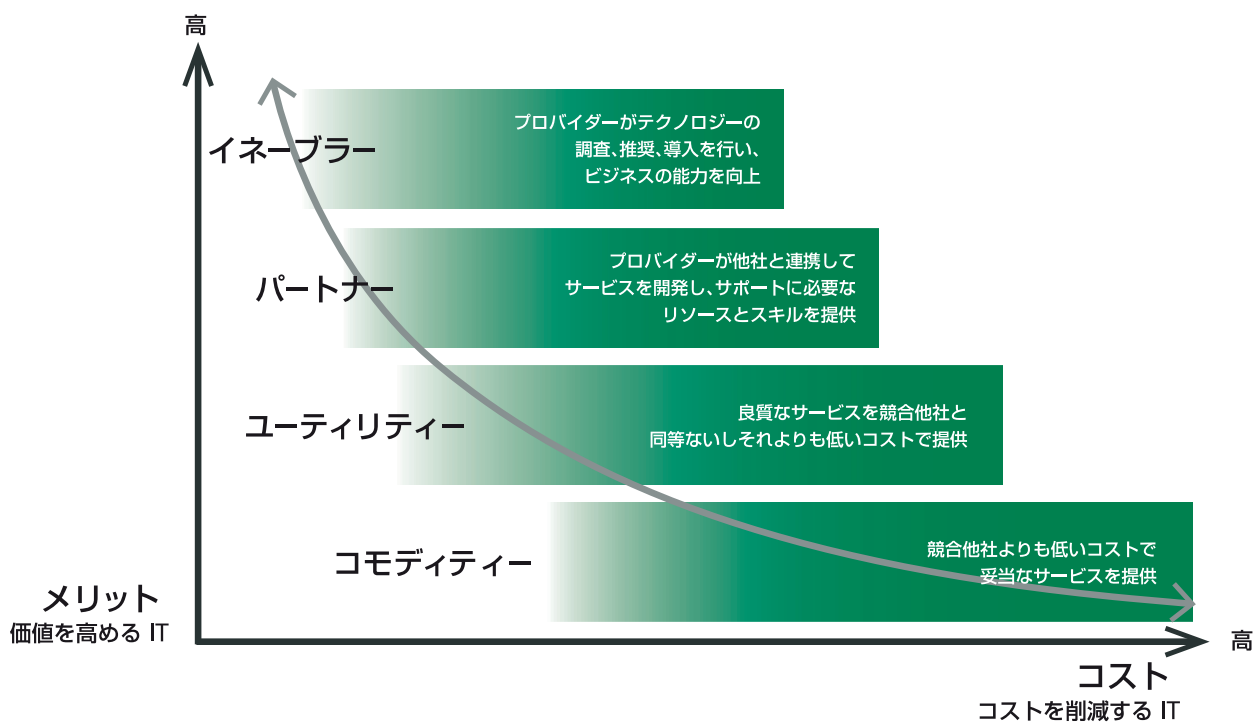 高
イネーブラー
プロバイダーがテクノロジーの
調査、推奨、導入を行い、
ビジネスの能力を向上
パートナー
プロバイダーが他社と連携して
サービスを開発し、サポートに必要な
リソースとスキルを提供
ユーティリティー
良質なサービスを競合他社と
同等ないしそれよりも低いコストで提供
コモディティー
競合他社よりも低いコストで
妥当なサービスを提供
メリット
価値を高める IT
高
コスト
コストを削減する IT